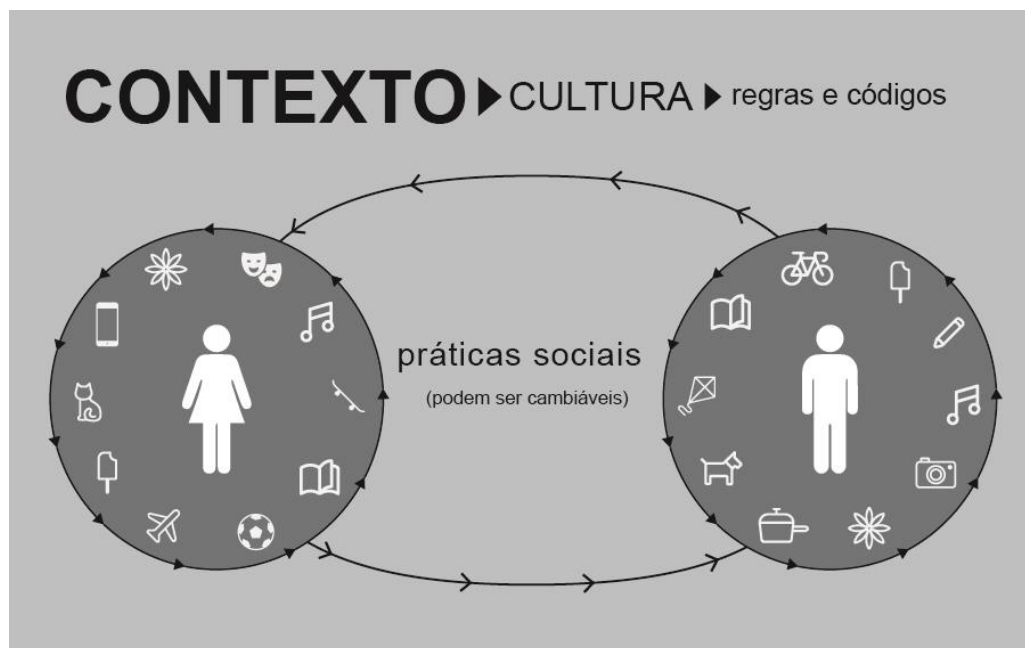 CONTEXTO CULTURA regras e códigos
práticas sociais
(podem ser cambiáveis)